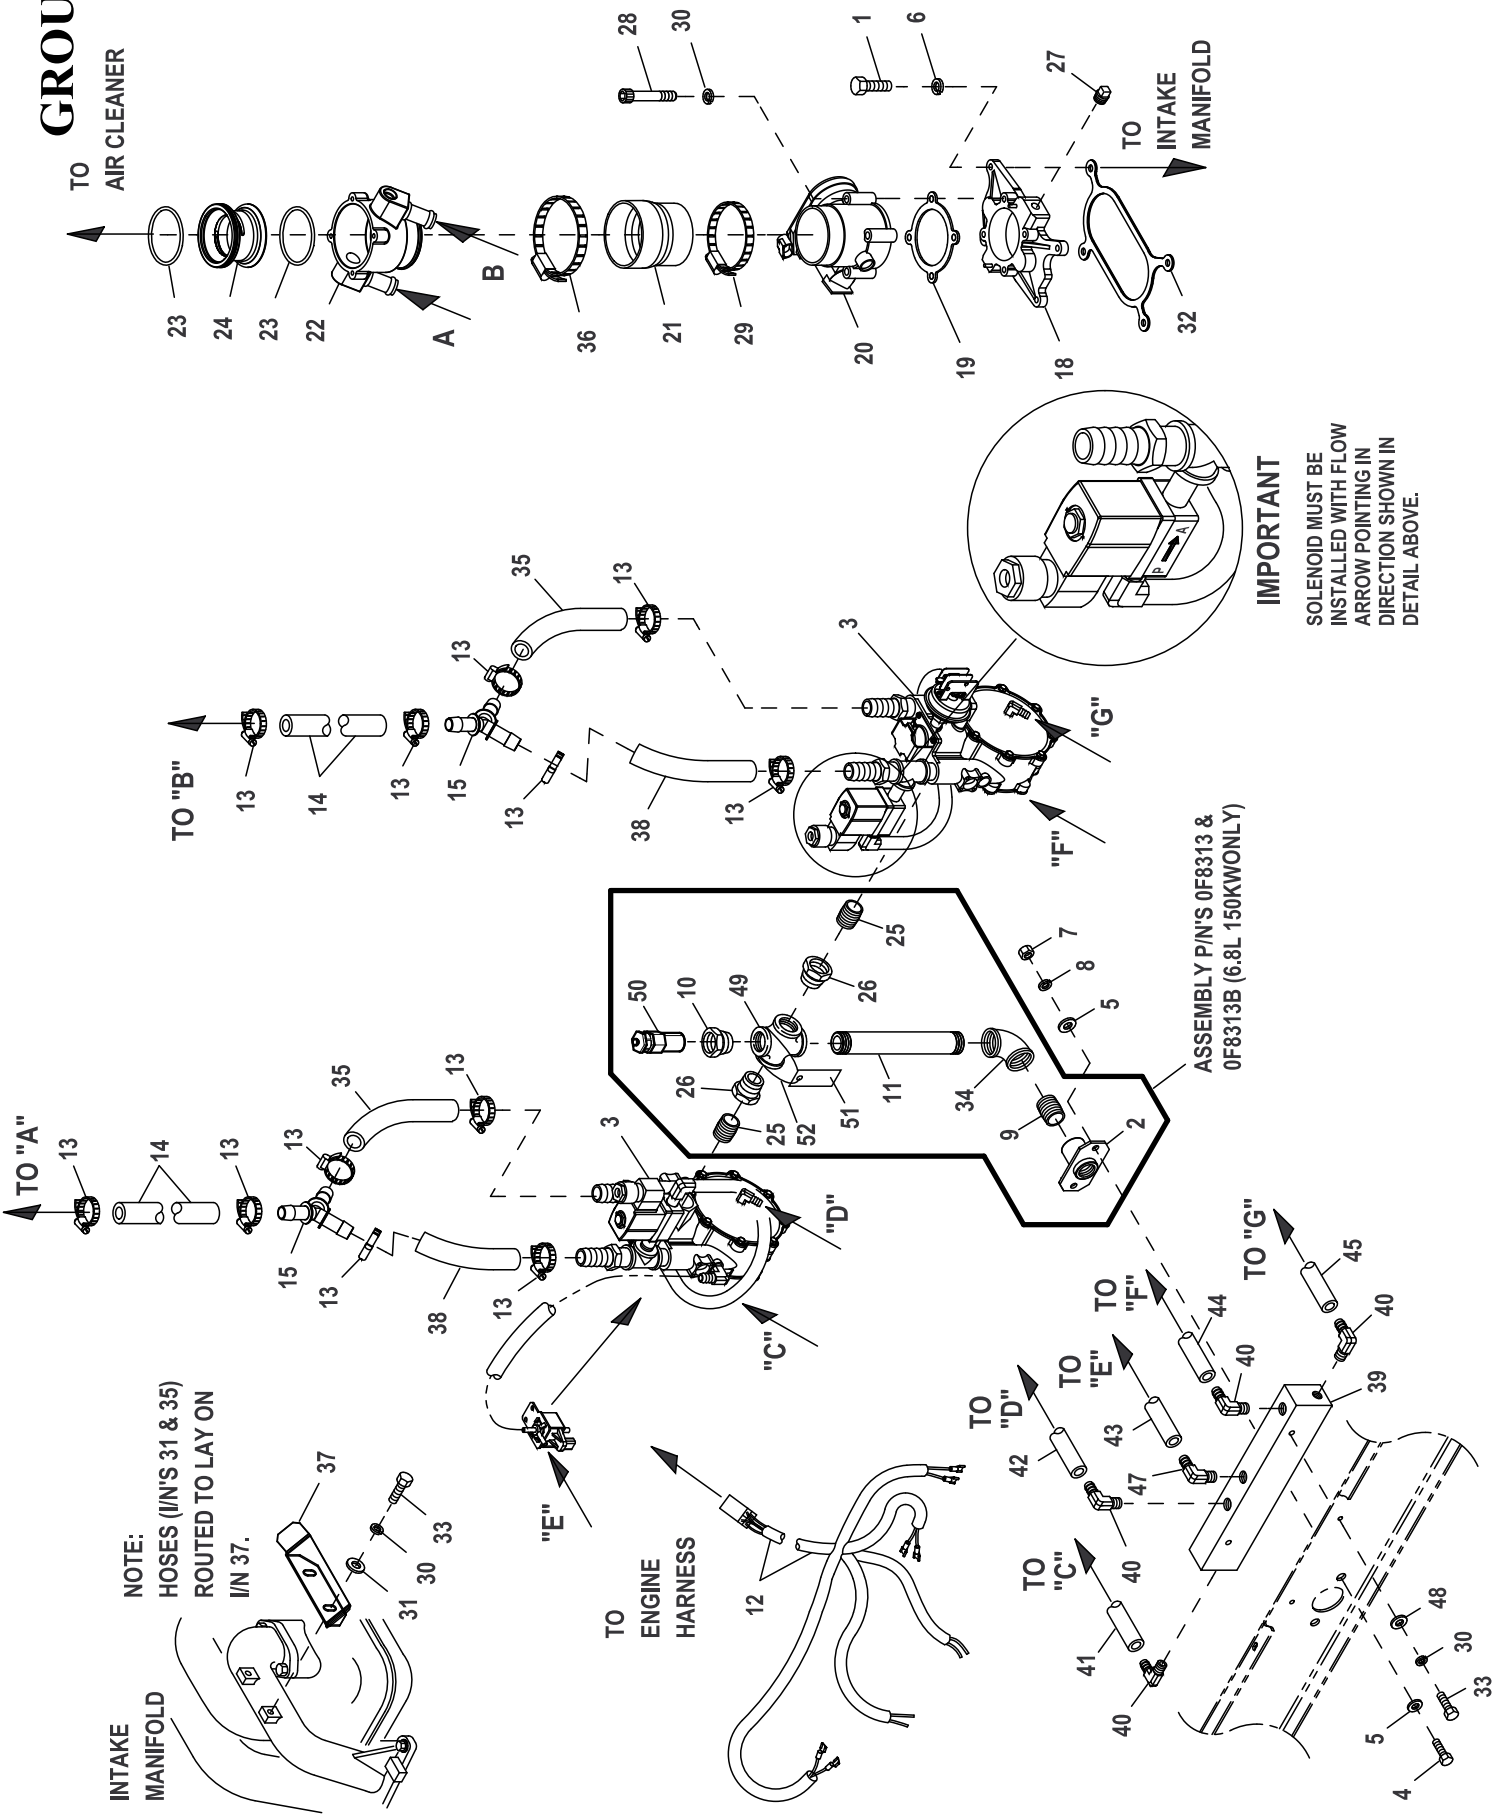 GROU
TO
AIR CLEANER
23
24
23
22
A
B
36
21
29
20
19
18
32
28
30
1
6
27
TO
INTAKE
MANIFOLD
TO "B"
13
14
13
15
13
35
13
13
38
13
3
"G"
"F"
P
A
IMPORTANT
SOLENOID MUST BE
INSTALLED WITH FLOW
ARROW POINTING IN
DIRECTION SHOWN IN
DETAIL ABOVE.
TO "A"
13
14
13
15
13
35
13
13
38
13
3
"D"
"C"
"E"
50
10
49
26
25
52
51
11
34
9
2
25
26
7
8
5
ASSEMBLY P/N'S 0F8313 &
0F8313B (6.8L 150KWONLY)
INTAKE
MANIFOLD
NOTE:
HOSES (I/N'S 31 & 35)
ROUTED TO LAY ON
I/N 37.
37
33
30
31
TO
ENGINE
HARNESS
12
TO
"C"
41
40
TO
"D"
42
40
TO
"E"
43
47
TO
"F"
44
40
TO "G"
45
40
39
48
30
33
5
4